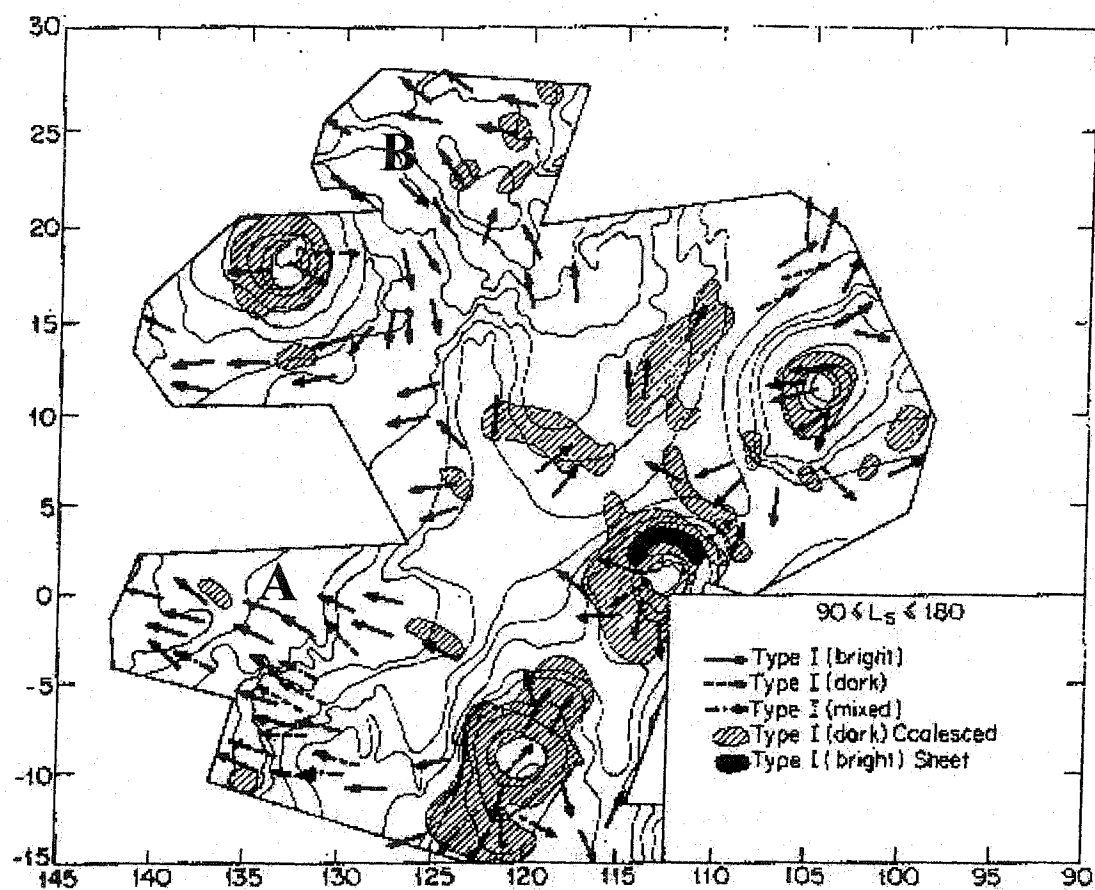 30
25
B
20
15
10
5
A
0
90 ≤ Ls ≤ 180
Type I (bright)
Type I (dark)
-5
Type I (mixed)
Type I (dark) Coalesced
Type I (bright) Sheet
-10
-15
145 140 135 130 125 120 115 110 105 100 95 90